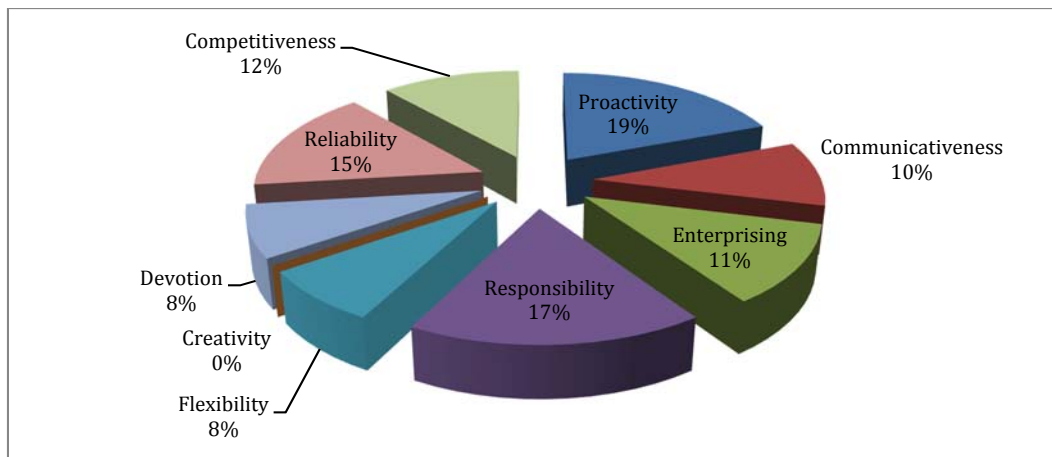 Competitiveness
12%
Proactivity
19%
Communicativeness
10%
Enterprising
11%
Responsibility
17%
Flexibility
8%
Creativity
0%
Devotion
8%
Reliability
15%